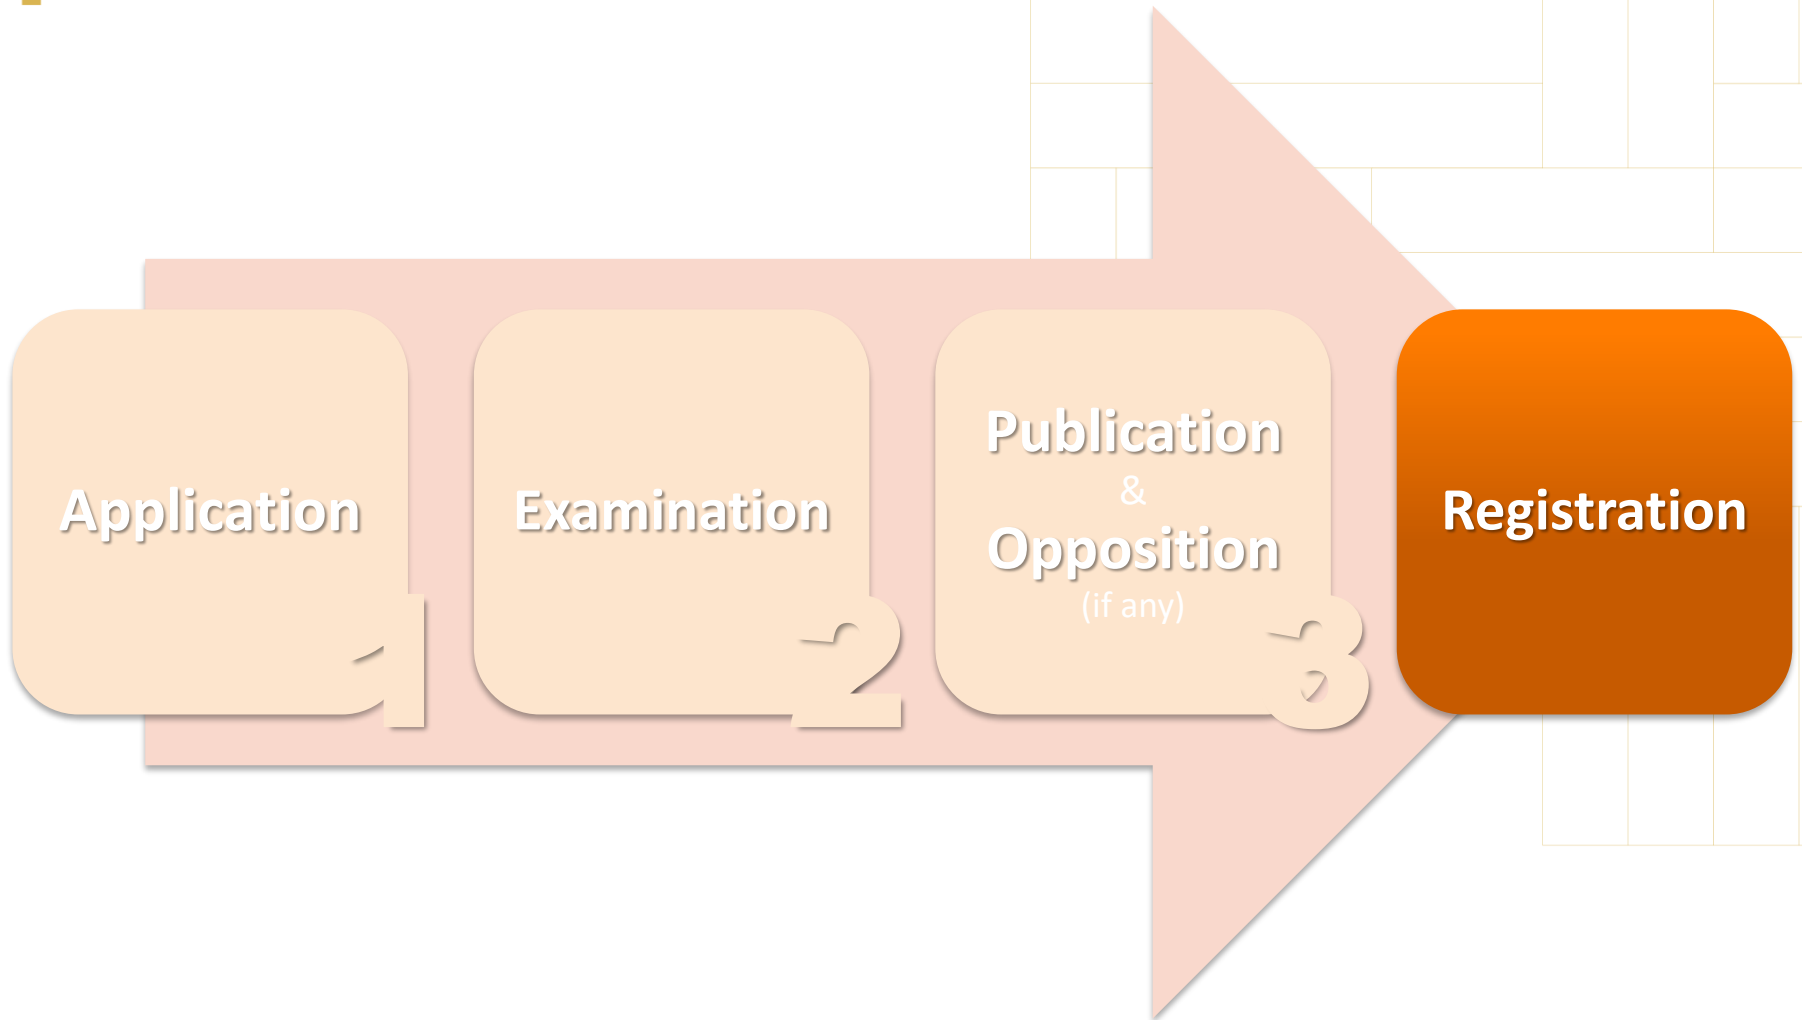 Application
1
Examination
2
Publication
&
Opposition
(if any)
3
Registration